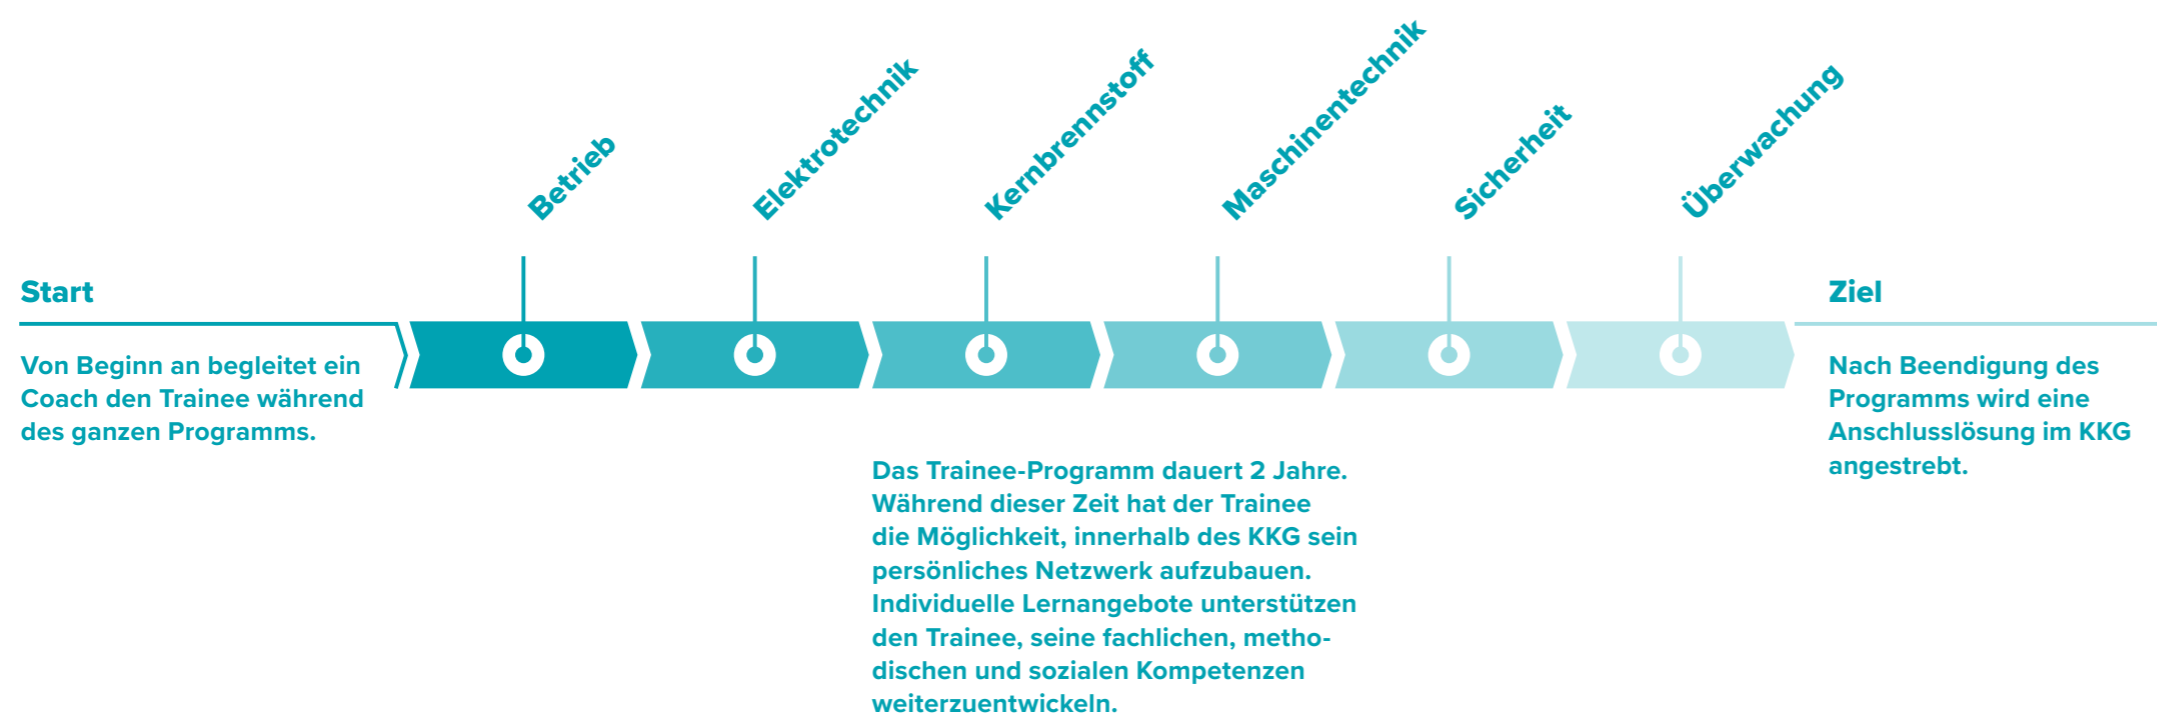 Betrieb
Elektrotechnik
Kernbrennstoff
Maschinentechnik
Sicherheit
Überwachung
Start
Von Beginn an begleitet ein
Coach den Trainee während
des ganzen Programms.
Das Trainee-Programm dauert 2 Jahre.
Während dieser Zeit hat der Trainee
die Möglichkeit, innerhalb des KKG sein
persönliches Netzwerk aufzubauen.
Individuelle Lernangebote unterstützen
den Trainee, seine fachlichen, metho-
dischen und sozialen Kompetenzen
weiterzuentwickeln.
Ziel
Nach Beendigung des
Programms wird eine
Anschlusslösung im KKG
angestrebt.